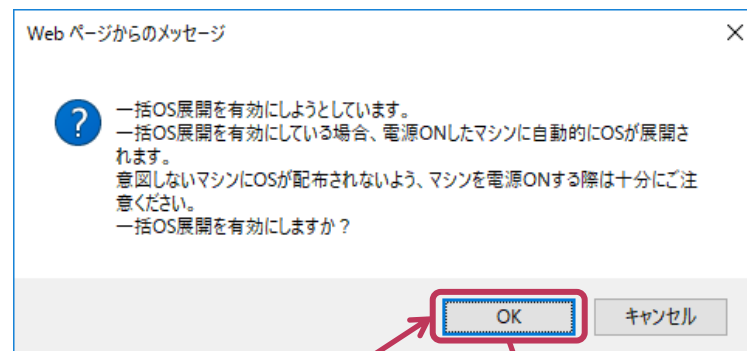 Web ページからのメッセージ
一括OS展開を有効にしようとしています。
一括OS展開を有効にしている場合、電源ONしたマシンに自動的にOSが展開さ
れます。
意図しないマシンにOSが配布されないよう、マシンを電源ONする際は十分にご注
意ください。
一括OS展開を有効にしますか？
OK キャンセル